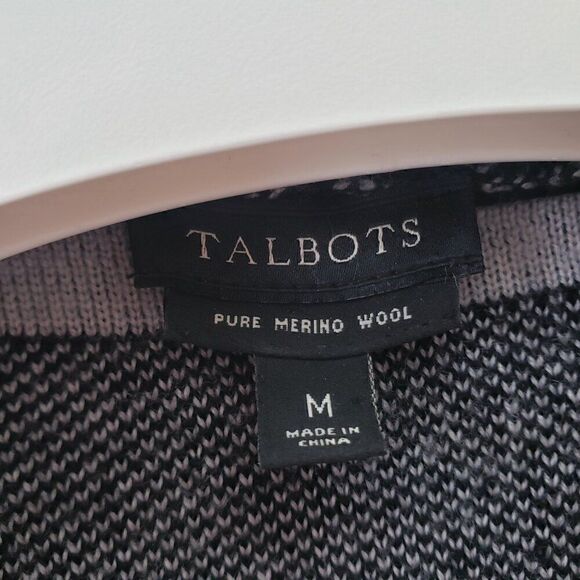 TALBOTS
PURE MERINO WOOL
M
MADE IN
CHINA